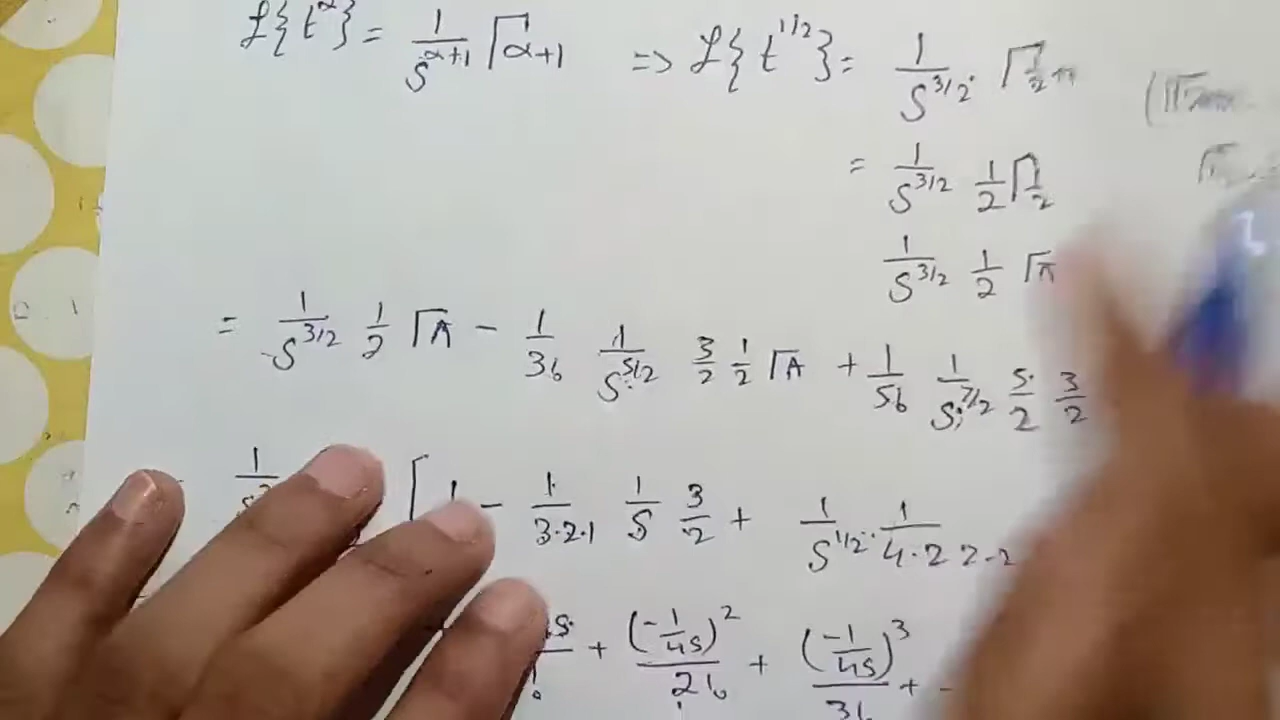 L{t^α} = 1/s^(α+1) Γα+1 => L{t^1/2} = 1/s^3/2 Γ1/2
= 1/s^3/2 1/2 Γ1/2
1/s^3/2 1/2 √π
= 1/s^3/2 1/2 √π - 1/3! 1/s^5/2 3/2 1/2 √π + 1/5! 1/s^7/2 5/2 3/2
[1 - 1/3·2·1 1/s 3/2 + 1/s^1/2 · 1/4·2 2·2
+ (-1/4s)^2/2! + (-1/4s)^3/3! + -